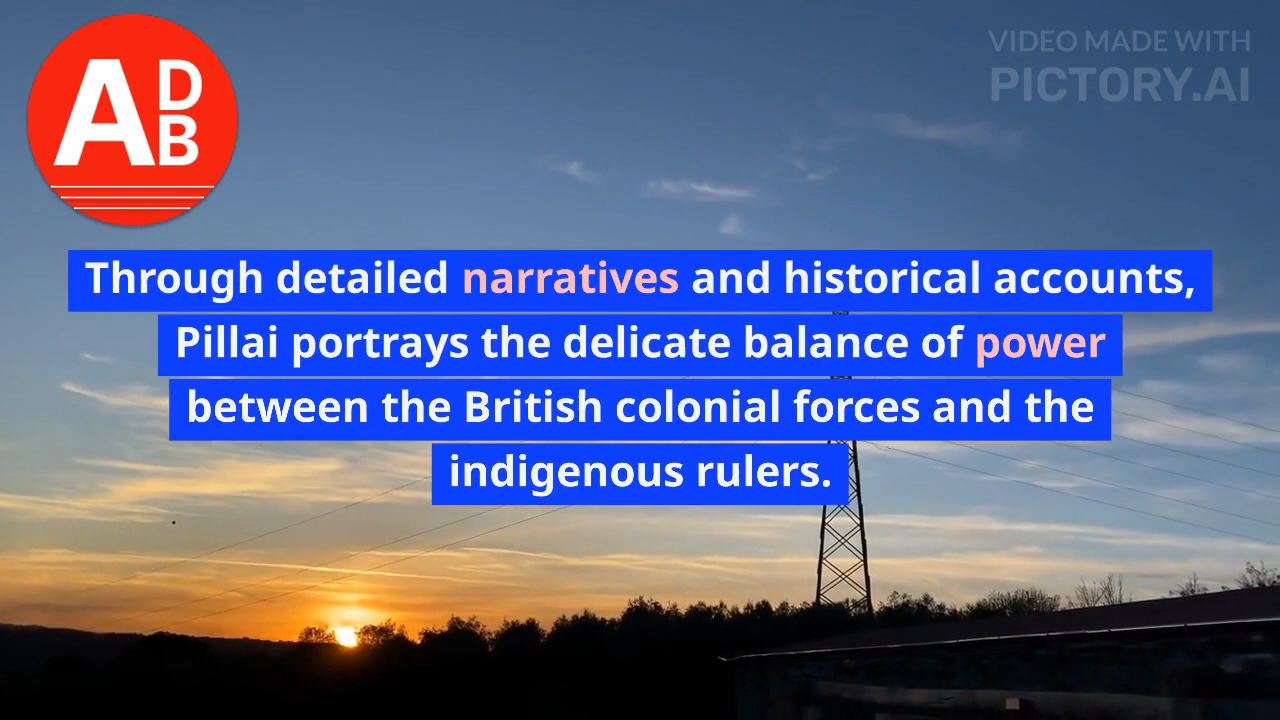 A
D
B
VIDEO MADE WITH
PICTORY.AI
Through detailed narratives and historical accounts,
Pillai portrays the delicate balance of power
between the British colonial forces and the
indigenous rulers.